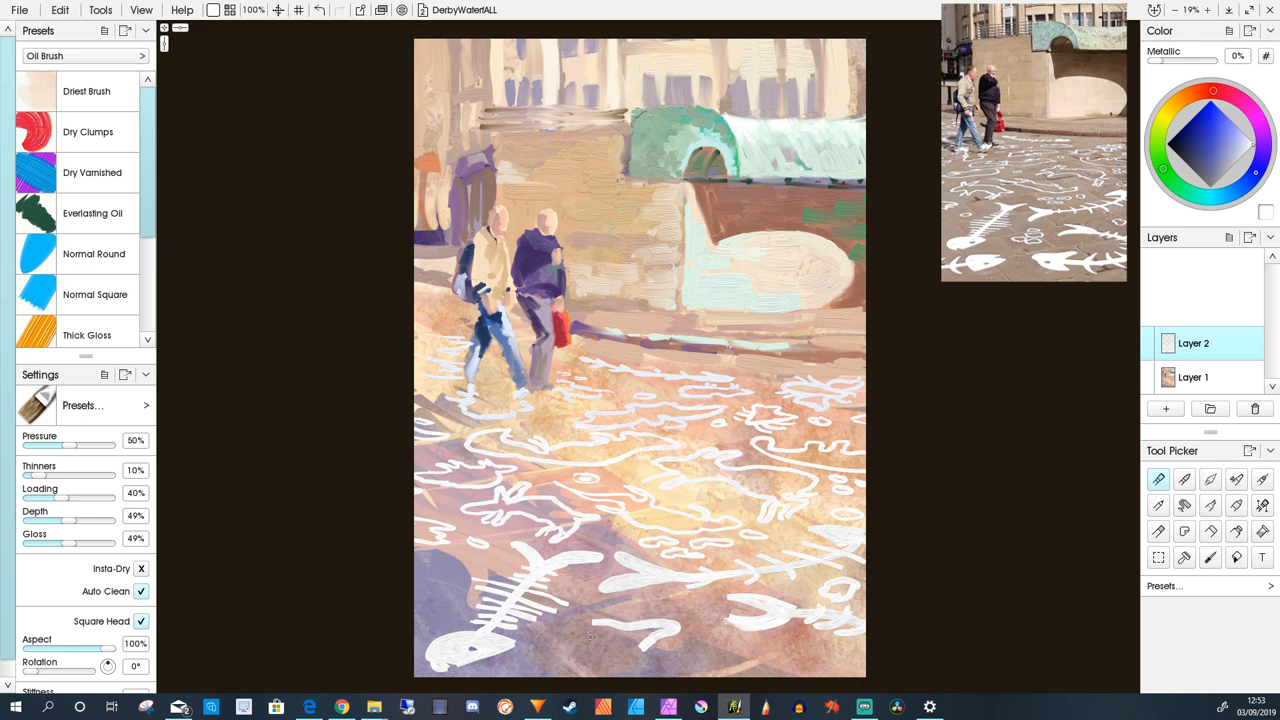 File Edit Tools View Help 100% DerbyWaterfALL 19%
Presets
Oil Brush >
Driest Brush
Dry Clumps
Dry Varnished
Everlasting Oil
Normal Round
Normal Square
Thick Gloss
Settings
Presets... >
Pressure 50%
Thinners 10%
Loading 40%
Depth 49%
Gloss 49%
Insta-Dry X
Auto Clean
Square Head
Aspect 100%
Rotation 0°
Stiffness
Color
Metallic 0% #
Layers
Layer 2
Layer 1
Tool Picker
Presets... >
2
12:53
03/09/2019